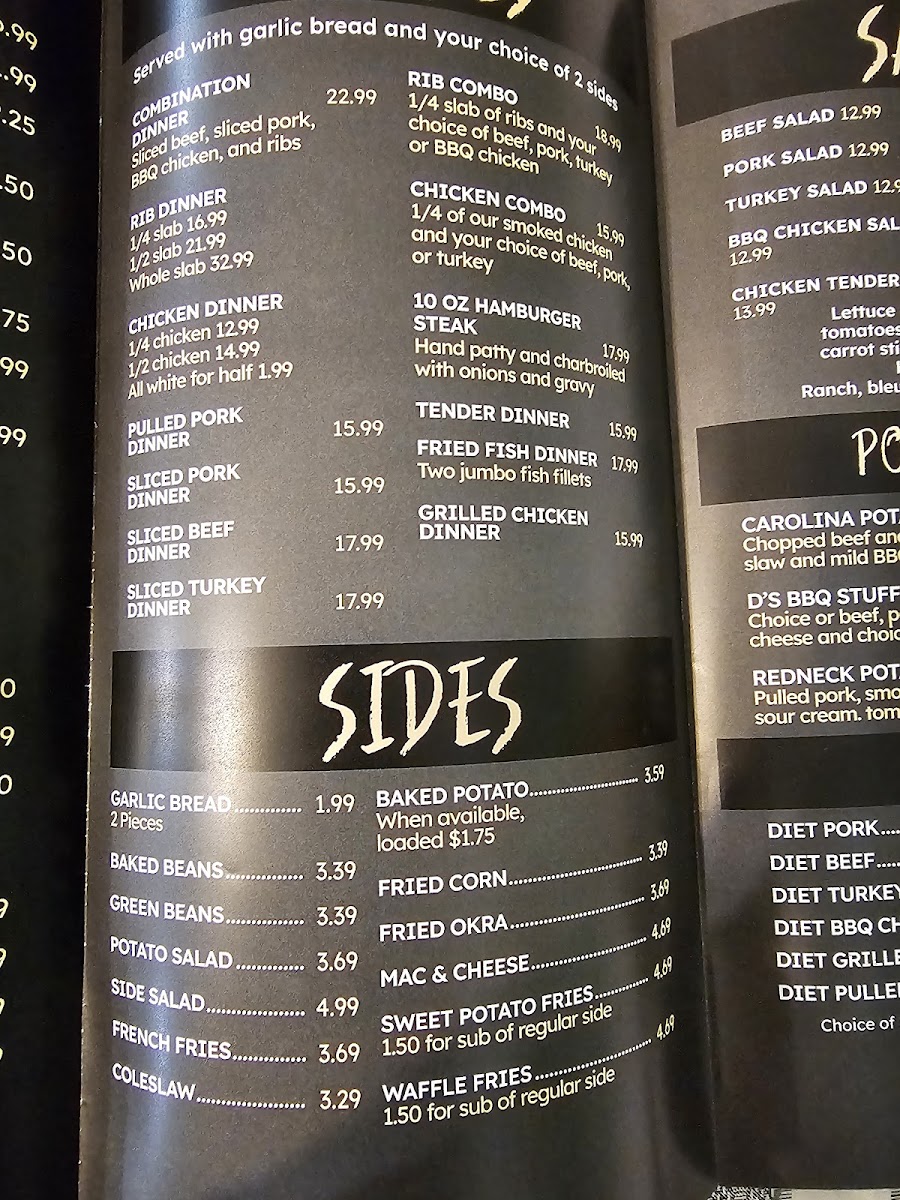 Served with garlic bread and your choice of 2 sides
COMBINATION
DINNER 22.99
Sliced beef, sliced pork,
BBQ chicken, and ribs
RIB DINNER
1/4 slab 16.99
1/2 slab 21.99
Whole slab 32.99
CHICKEN DINNER
1/4 chicken 12.99
1/2 chicken 14.99
All white for half 1.99
PULLED PORK
DINNER 15.99
SLICED PORK
DINNER 15.99
SLICED BEEF
DINNER 17.99
SLICED TURKEY
DINNER 17.99
RIB COMBO 18.99
1/4 slab of ribs and your
choice of beef, pork, turkey
or BBQ chicken
CHICKEN COMBO 15.99
1/4 of our smoked chicken
and your choice of beef, pork,
or turkey
10 OZ HAMBURGER
STEAK 17.99
Hand patty and charbroiled
with onions and gravy
TENDER DINNER 15.99
FRIED FISH DINNER 17.99
Two jumbo fish fillets
GRILLED CHICKEN
DINNER 15.99
SIDES
GARLIC BREAD............. 1.99
2 Pieces
BAKED BEANS............... 3.39
GREEN BEANS............... 3.39
POTATO SALAD.............. 3.69
SIDE SALAD.................... 4.99
FRENCH FRIES............... 3.69
COLESLAW...................... 3.29
BAKED POTATO...................... 3.59
When available,
loaded $1.75
FRIED CORN........................... 3.39
FRIED OKRA........................... 3.69
MAC & CHEESE....................... 4.69
SWEET POTATO FRIES........... 4.69
1.50 for sub of regular side
WAFFLE FRIES........................ 4.69
1.50 for sub of regular side
BEEF SALAD 12.99
PORK SALAD 12.99
TURKEY SALAD
BBQ CHICKEN
12.99
CHICKEN TENDER
13.99
Lettuce
tomatoes
carrot
Ranch,
CAROLINA
Chopped beef
slaw and mild
D'S BBQ
Choice or beef,
cheese and
REDNECK
Pulled pork,
sour cream.
DIET PORK....
DIET BEEF......
DIET TURKEY
DIET BBQ
DIET
DIET
Choice of